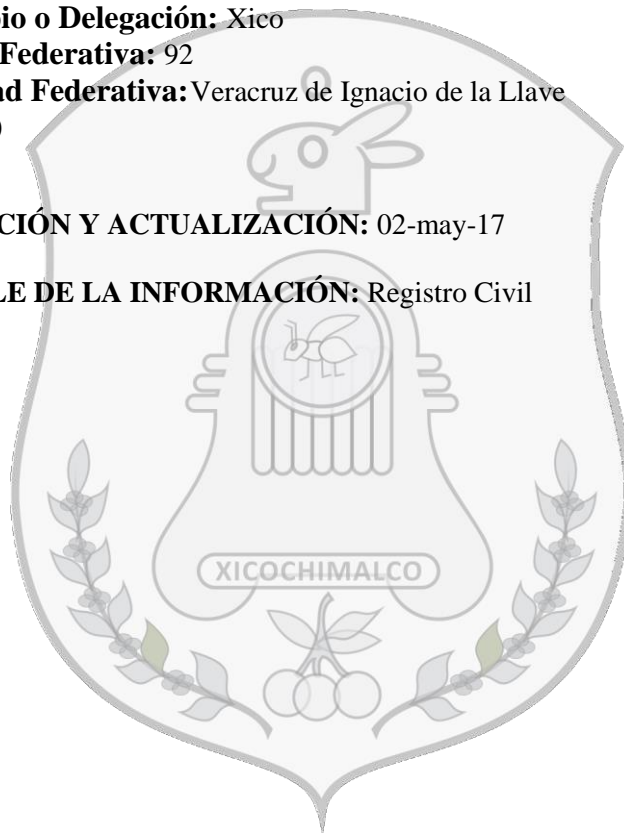 io o Delegación: Xico
Federativa: 92
ad Federativa: Veracruz de Ignacio de la Llave
)
CIÓN Y ACTUALIZACIÓN: 02-may-17
LE DE LA INFORMACIÓN: Registro Civil
XICOCHIMALCO